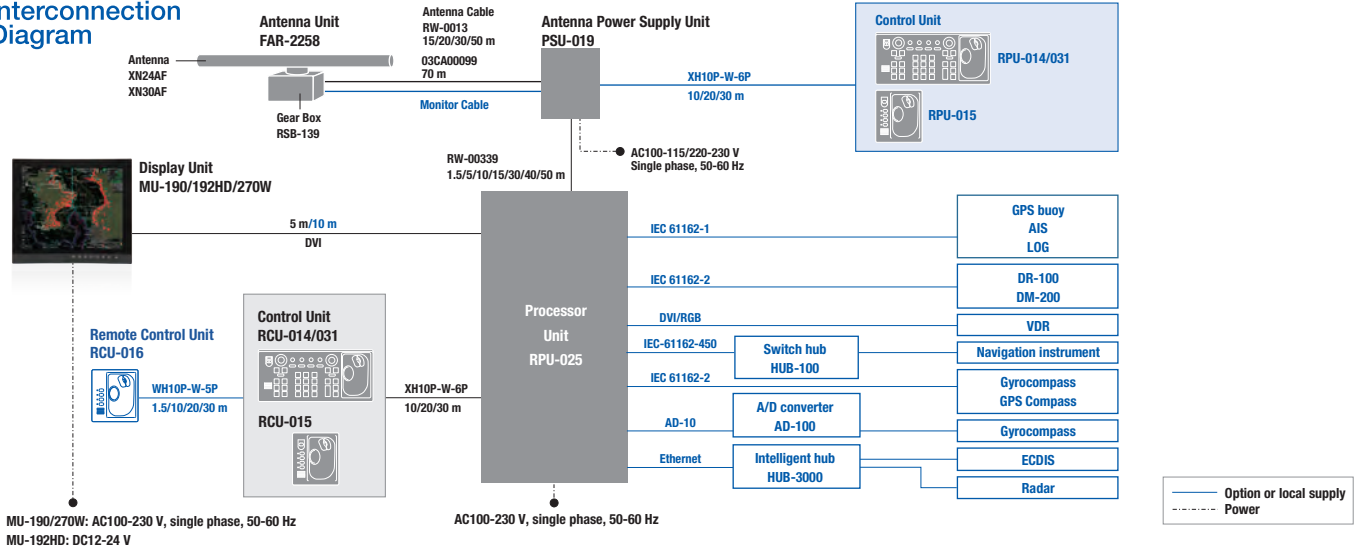 Interconnection
Diagram
Antenna Unit
FAR-2258
Antenna
XN24AF
XN30AF
Gear Box
RSB-139
Antenna Cable
RW-0013
15/20/30/50 m
03CA00099
70 m
Monitor Cable
Antenna Power Supply Unit
PSU-019
XH10P-W-6P
10/20/30 m
Control Unit
RPU-014/031
RPU-015
AC100-115/220-230 V
Single phase, 50-60 Hz
RW-00339
1.5/5/10/15/30/40/50 m
Display Unit
MU-190/192HD/270W
5 m/10 m
DVI
Processor
Unit
RPU-025
IEC 61162-1
GPS buoy
AIS
LOG
IEC 61162-2
DR-100
DM-200
DVI/RGB
VDR
IEC-61162-450
Switch hub
HUB-100
Navigation instrument
IEC 61162-2
Gyrocompass
GPS Compass
AD-10
A/D converter
AD-100
Gyrocompass
Ethernet
Intelligent hub
HUB-3000
ECDIS
Radar
Remote Control Unit
RCU-016
WH10P-W-5P
1.5/10/20/30 m
Control Unit
RCU-014/031
RCU-015
XH10P-W-6P
10/20/30 m
MU-190/270W: AC100-230 V, single phase, 50-60 Hz
MU-192HD: DC12-24 V
AC100-230 V, single phase, 50-60 Hz
Option or local supply
Power